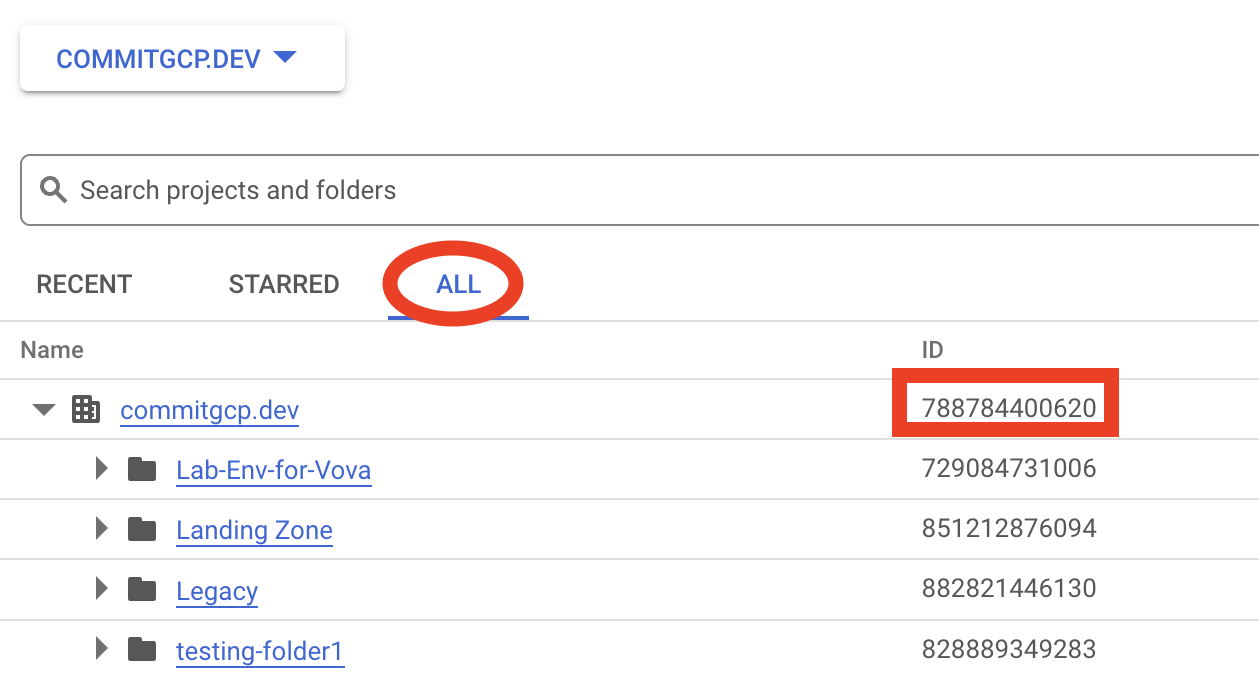 COMMITGCP.DEV
Search projects and folders
RECENT STARRED ALL
Name ID
commitgcp.dev 788784400620
Lab-Env-for-Vova 729084731006
Landing Zone 851212876094
Legacy 882821446130
testing-folder1 828889349283